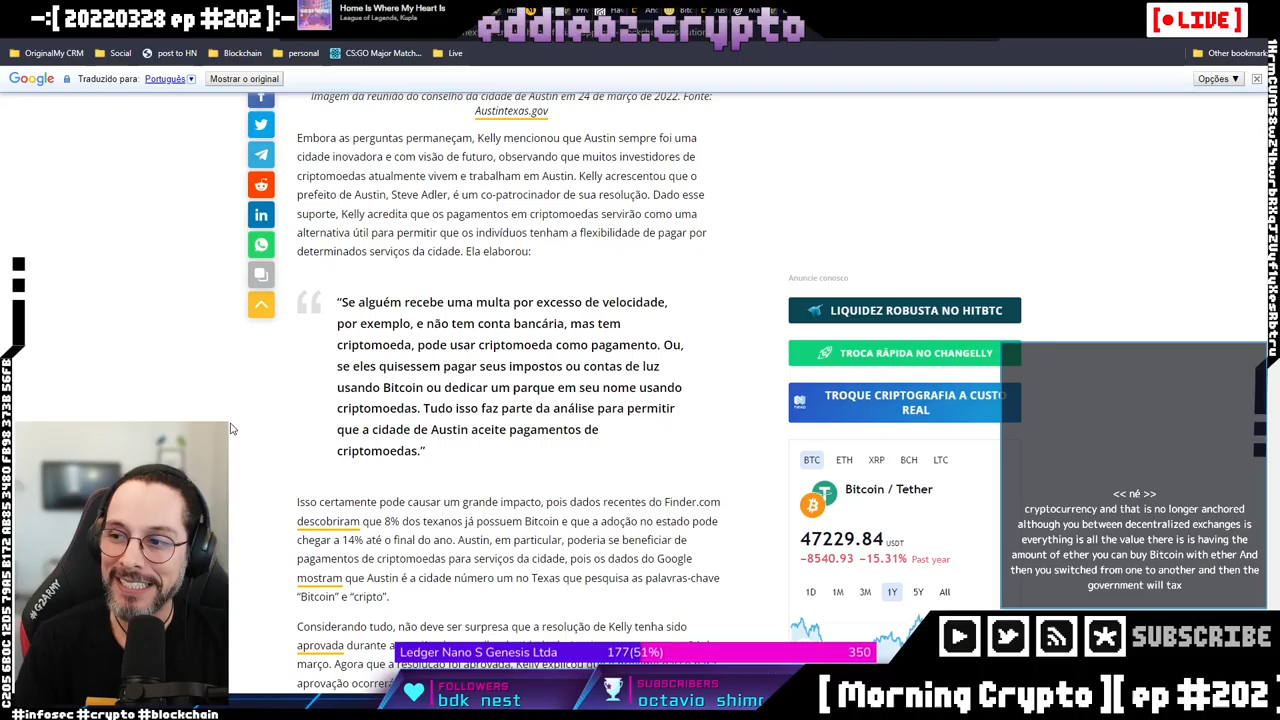 -:[ 20220328 ep #202 ]:-
Home Is Where My Heart Is
League of Legends, Kupla
eddieoz.crypto
[● LIVE]
OriginalMy CRM
Social
post to HN
Blockchain
personal
CS:GO Major Match...
Live
Other bookmark
Google
Traduzido para:
Português
Mostrar o original
Opções ▼
Imagem da reunião do conselho da cidade de Austin em 24 de março de 2022. Fonte:
Austintexas.gov
Embora as perguntas permaneçam, Kelly mencionou que Austin sempre foi uma
cidade inovadora e com visão de futuro, observando que muitos investidores de
criptomoedas atualmente vivem e trabalham em Austin. Kelly acrescentou que o
prefeito de Austin, Steve Adler, é um co-patrocinador de sua resolução. Dado esse
suporte, Kelly acredita que os pagamentos em criptomoedas servirão como uma
alternativa útil para permitir que os indivíduos tenham a flexibilidade de pagar por
determinados serviços da cidade. Ela elaborou:
“Se alguém recebe uma multa por excesso de velocidade,
por exemplo, e não tem conta bancária, mas tem
criptomoeda, pode usar criptomoeda como pagamento. Ou,
se eles quisessem pagar seus impostos ou contas de luz
usando Bitcoin ou dedicar um parque em seu nome usando
criptomoedas. Tudo isso faz parte da análise para permitir
que a cidade de Austin aceite pagamentos de
criptomoedas.”
Isso certamente pode causar um grande impacto, pois dados recentes do Finder.com
descobriram que 8% dos texanos já possuem Bitcoin e que a adoção no estado pode
chegar a 14% até o final do ano. Austin, em particular, poderia se beneficiar de
pagamentos de criptomoedas para serviços da cidade, pois os dados do Google
mostram que Austin é a cidade número um no Texas que pesquisa as palavras-chave
“Bitcoin” e “cripto”.
Considerando tudo, não deve ser surpresa que a resolução de Kelly tenha sido
aprovada durante a
março. Agora que a resolução foi aprovada, Kelly explicou que
aprovação ocorrerá
Anuncie conosco
LIQUIDEZ ROBUSTA NO HITBTC
TROCA RÁPIDA NO CHANGELLY
TROQUE CRIPTOGRAFIA A CUSTO
REAL
BTC ETH XRP BCH LTC
Bitcoin / Tether
47229.84 USDT
−8540.93 −15.31% Past year
1D 1M 3M 1Y 5Y All
<< né >>
cryptocurrency and that is no longer anchored
although you between decentralized exchanges is
everything is all the value there is is having the
amount of ether you can buy Bitcoin with ether And
then you switched from one to another and then the
government will tax
Ledger Nano S Genesis Ltda 177(51%) 350
FOLLOWERS
bdk_nest
SUBSCRIBERS
octavio_shimr
SUBSCRIBE
[ Morning Crypto ][ ep #202
#infosec #crypto #blockchain